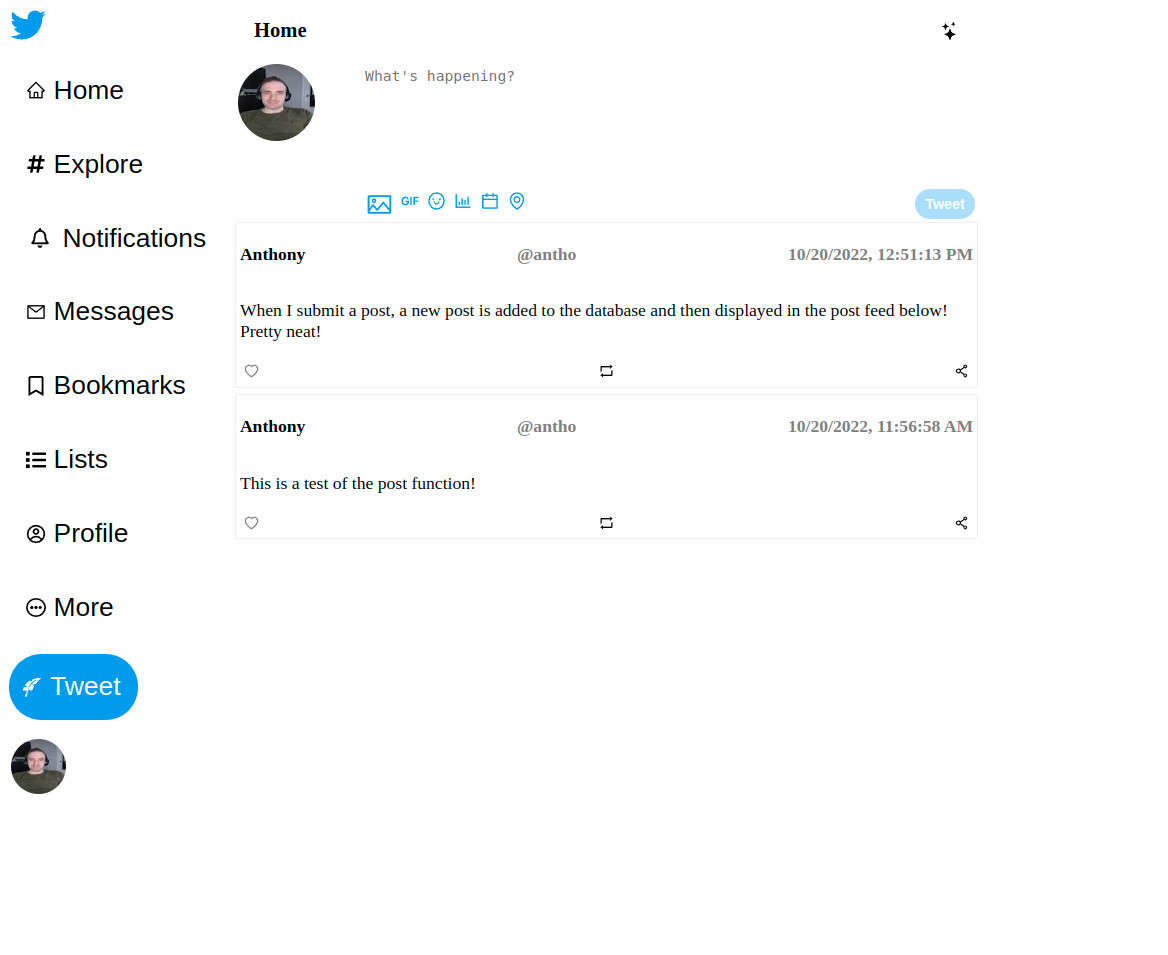 Home
Home
Explore
Notifications
Messages
Bookmarks
Lists
Profile
More
Tweet
What's happening?
GIF
Tweet
Anthony @antho 10/20/2022, 12:51:13 PM
When I submit a post, a new post is added to the database and then displayed in the post feed below!
Pretty neat!
Anthony @antho 10/20/2022, 11:56:58 AM
This is a test of the post function!